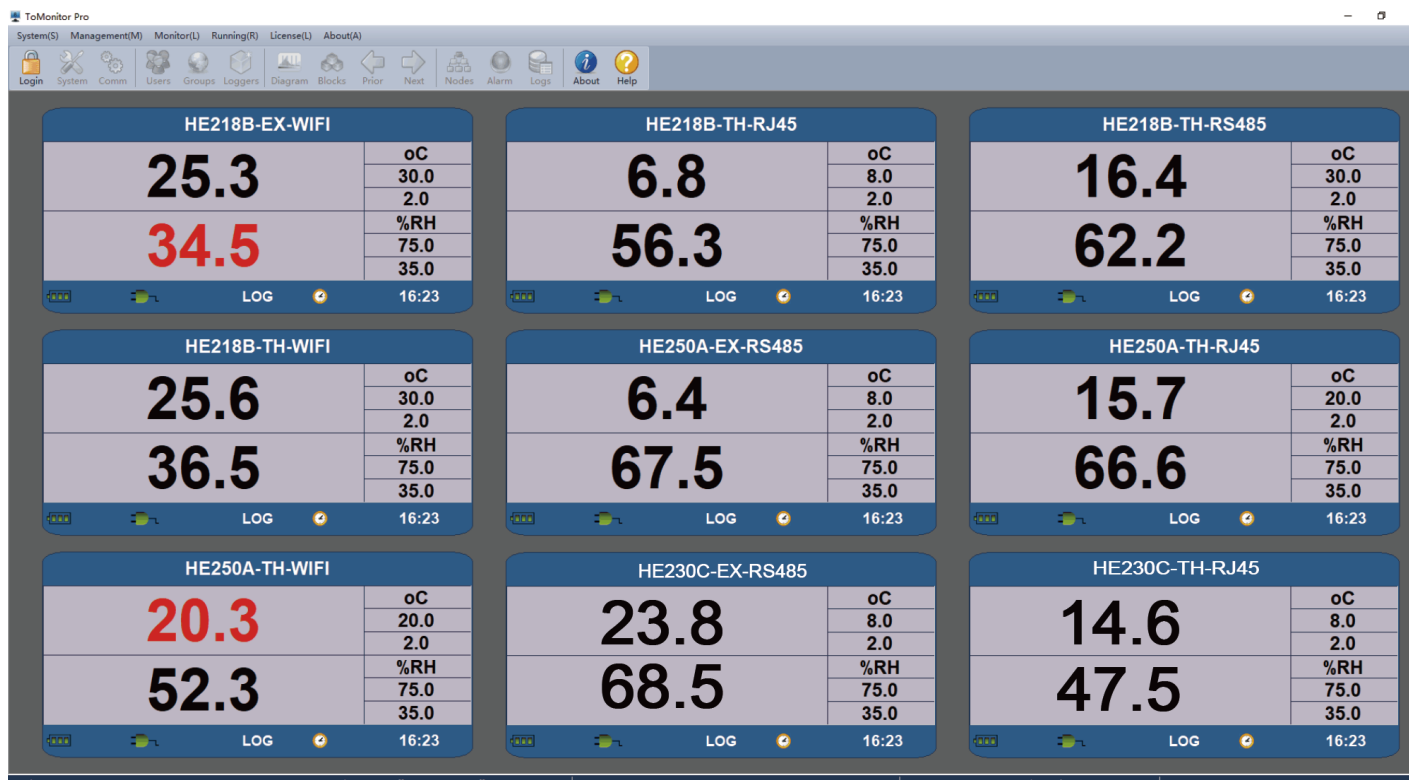 ToMonitor Pro
System(S) Management(M) Monitor(L) Running(R) License(L) About(A)
Login System Comm Users Groups Loggers Diagram Blocks Prior Next Nodes Alarm Logs About Help
HE218B-EX-WIFI
25.3
oC
30.0
2.0
34.5
%RH
75.0
35.0
LOG 16:23
HE218B-TH-RJ45
6.8
oC
8.0
2.0
56.3
%RH
75.0
35.0
LOG 16:23
HE218B-TH-RS485
16.4
oC
30.0
2.0
62.2
%RH
75.0
35.0
LOG 16:23
HE218B-TH-WIFI
25.6
oC
30.0
2.0
36.5
%RH
75.0
35.0
LOG 16:23
HE250A-EX-RS485
6.4
oC
8.0
2.0
67.5
%RH
75.0
35.0
LOG 16:23
HE250A-TH-RJ45
15.7
oC
20.0
2.0
66.6
%RH
75.0
35.0
LOG 16:23
HE250A-TH-WIFI
20.3
oC
20.0
2.0
52.3
%RH
75.0
35.0
LOG 16:23
HE230C-EX-RS485
23.8
oC
8.0
2.0
68.5
%RH
75.0
35.0
LOG 16:23
HE230C-TH-RJ45
14.6
oC
8.0
2.0
47.5
%RH
75.0
35.0
LOG 16:23